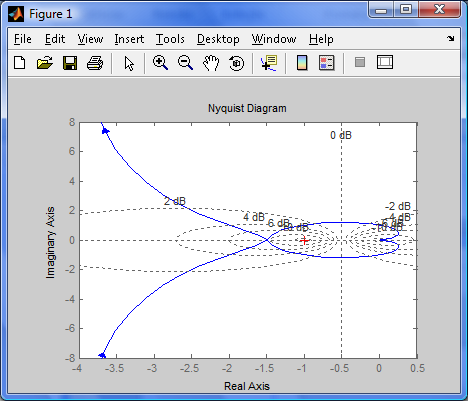 Figure 1
File Edit View Insert Tools Desktop Window Help
Nyquist Diagram
0 dB
2 dB
-2 dB
4 dB
-4 dB
6 dB
8
6
4
2
0
-2
-4
-6
-8
-4
-3.5
-3
-2.5
-2
-1.5
-1
-0.5
0
0.5
Imaginary Axis
Real Axis